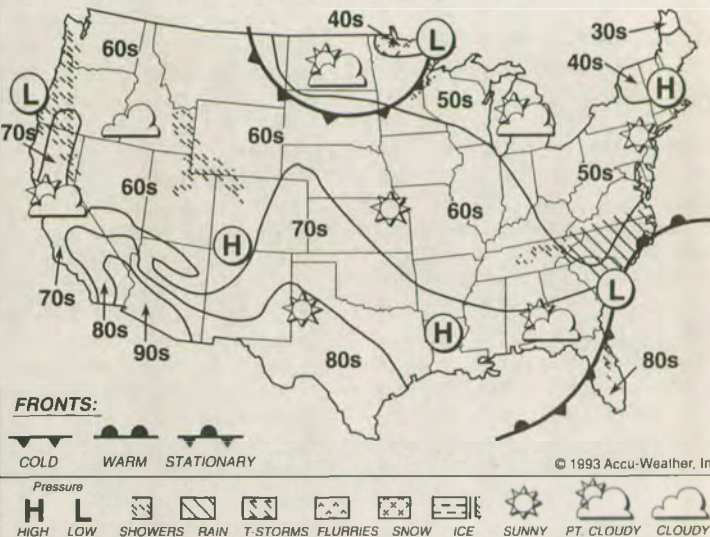 40s
30s
60s
L
40s
L
50s
H
70s
60s
60s
50s
60s
70s
H
L
70s
80s
H
90s
80s
80s
FRONTS:
COLD WARM STATIONARY
© 1993 Accu-Weather, In
Pressure
H L
HIGH LOW SHOWERS RAIN T-STORMS FLURRIES SNOW ICE SUNNY PT. CLOUDY CLOUDY